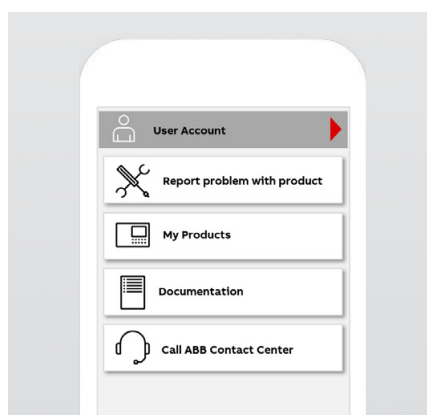 User Account
Report problem with product
My Products
Documentation
Call ABB Contact Center